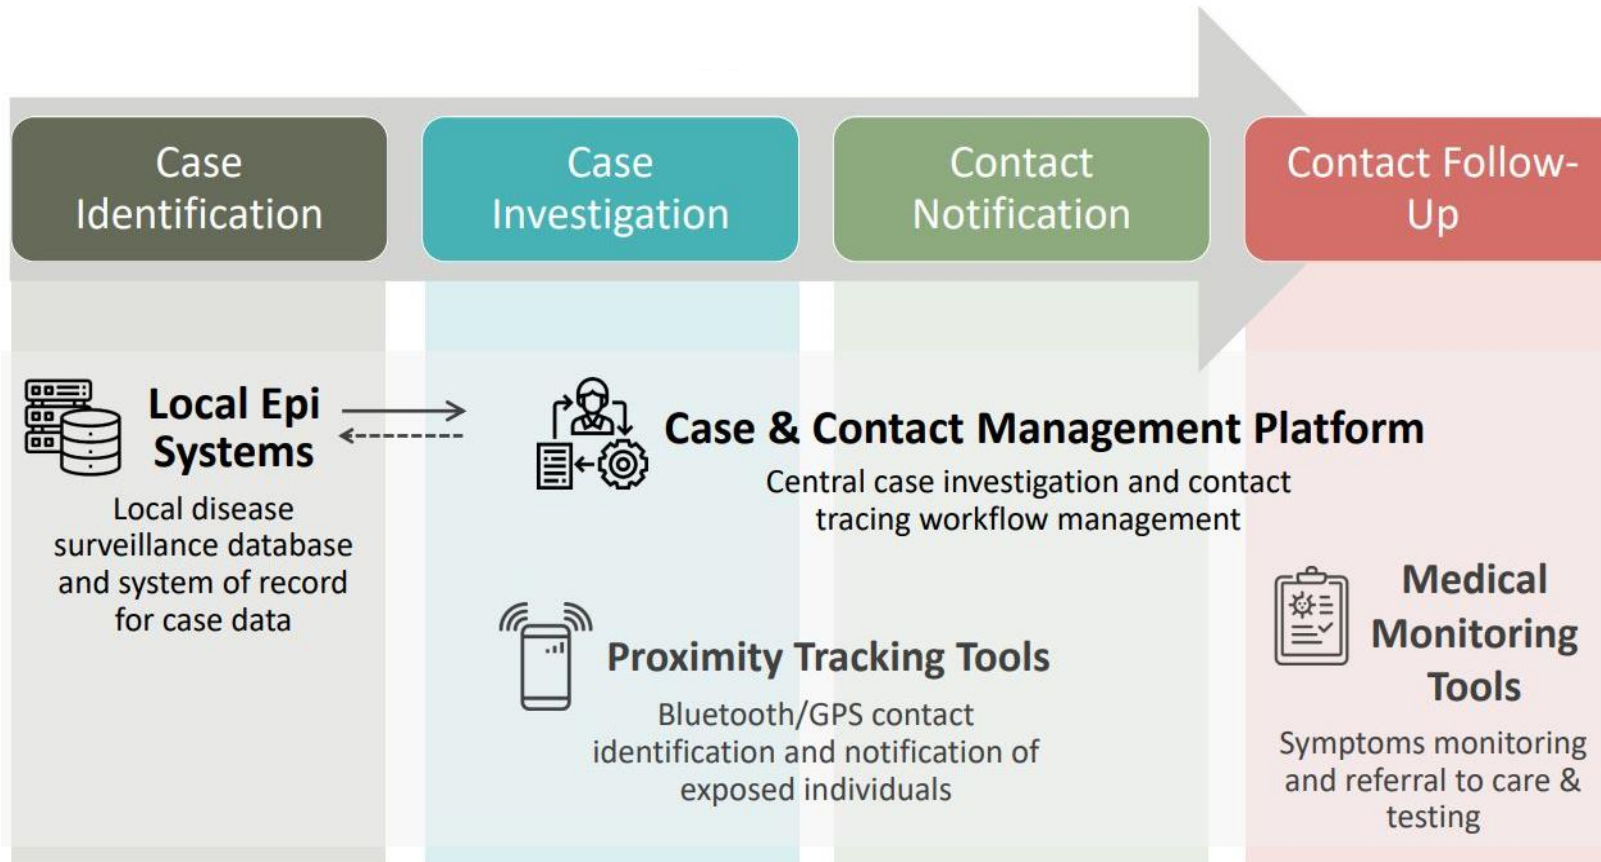 Case
Identification
Case
Investigation
Contact
Notification
Contact Follow-
Up
Local Epi
Systems
Local disease
surveillance database
and system of record
for case data
Case & Contact Management Platform
Central case investigation and contact
tracing workflow management
Proximity Tracking Tools
Bluetooth/GPS contact
identification and notification of
exposed individuals
Medical
Monitoring
Tools
Symptoms monitoring
and referral to care &
testing